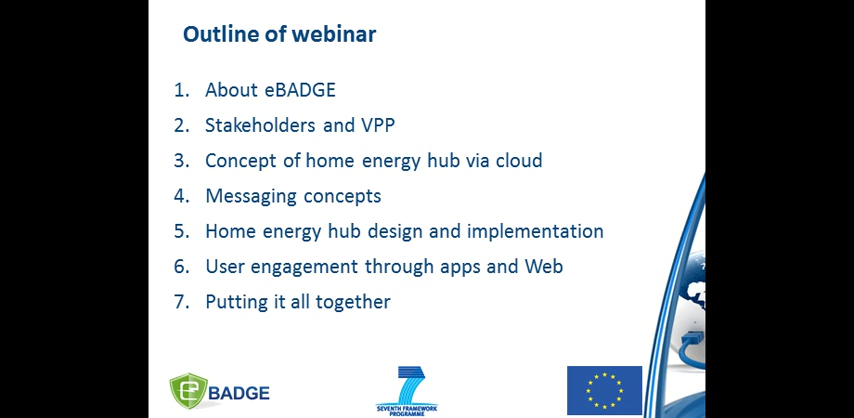 Outline of webinar
1. About eBADGE
2. Stakeholders and VPP
3. Concept of home energy hub via cloud
4. Messaging concepts
5. Home energy hub design and implementation
6. User engagement through apps and Web
7. Putting it all together
e BADGE
7
SEVENTH FRAMEWORK
PROGRAMME